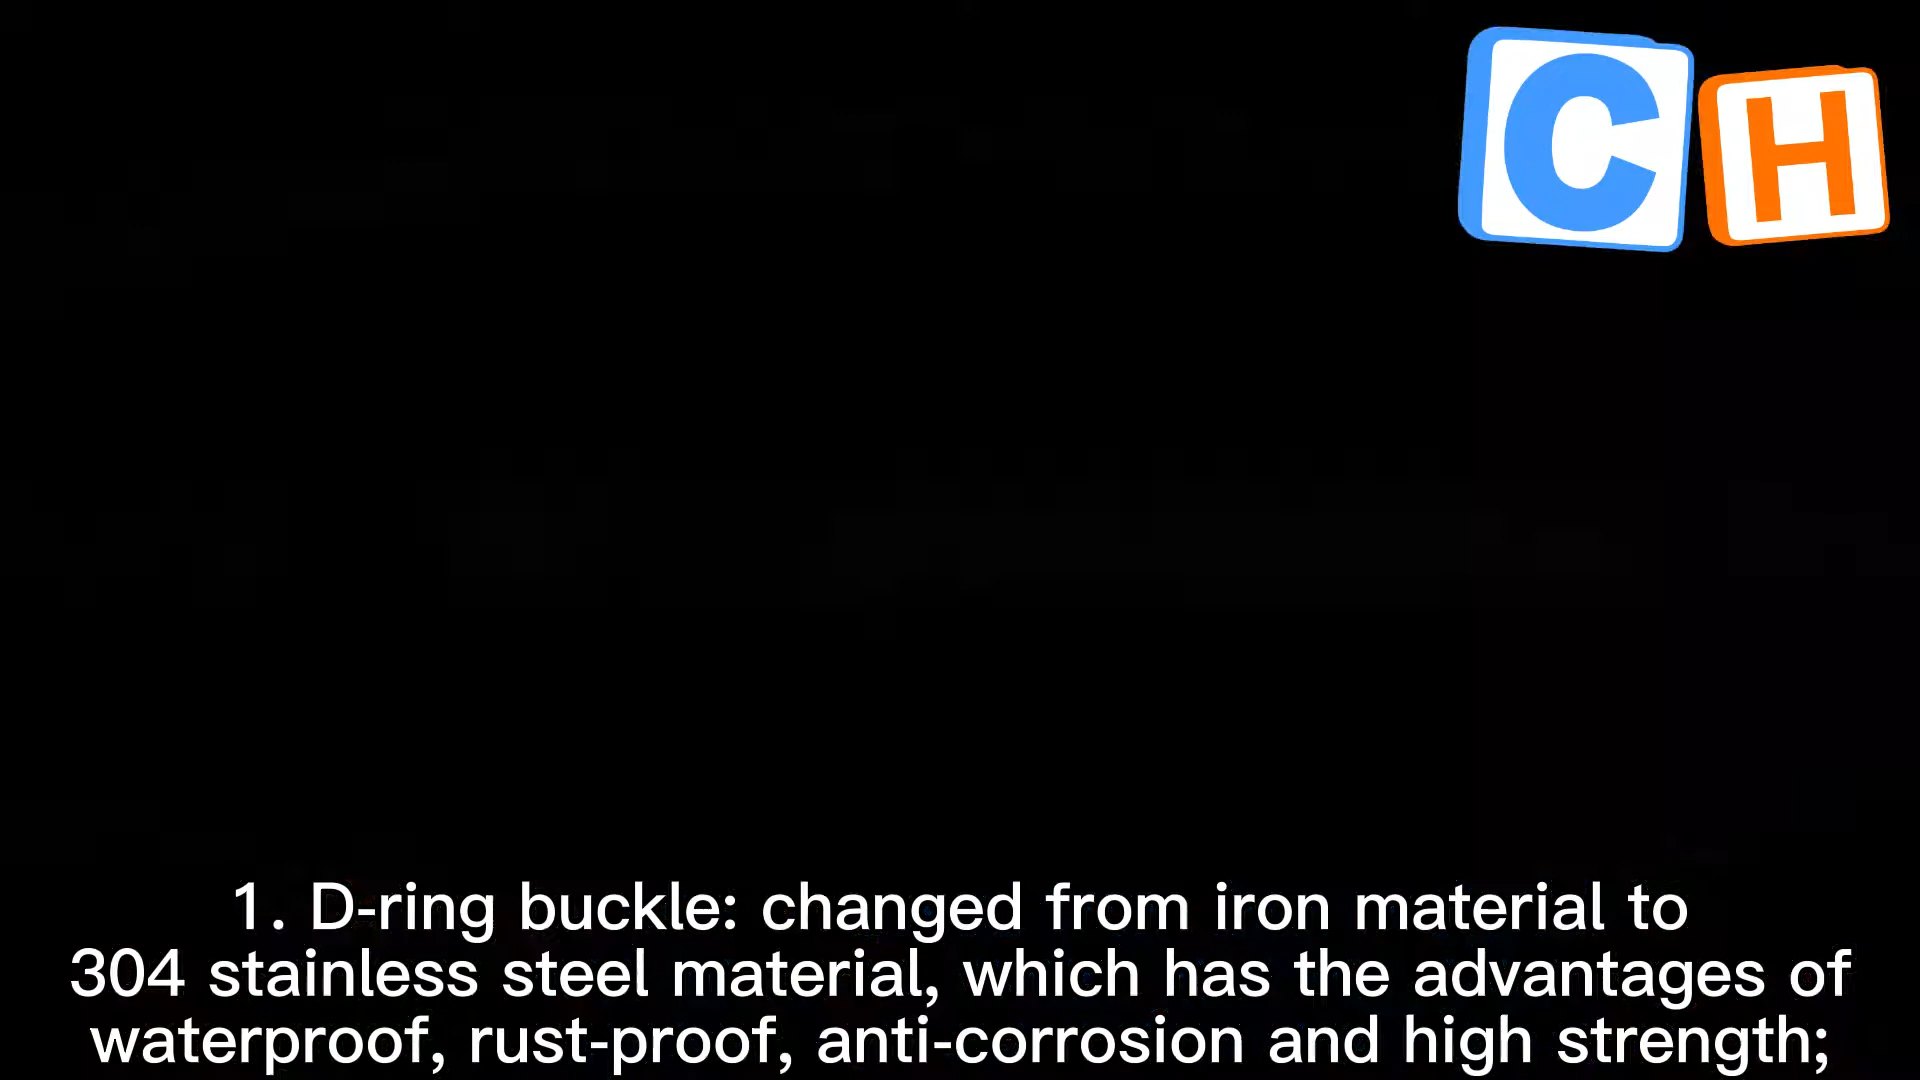 CH
1. D-ring buckle: changed from iron material to
304 stainless steel material, which has the advantages of
waterproof, rust-proof, anti-corrosion and high strength;